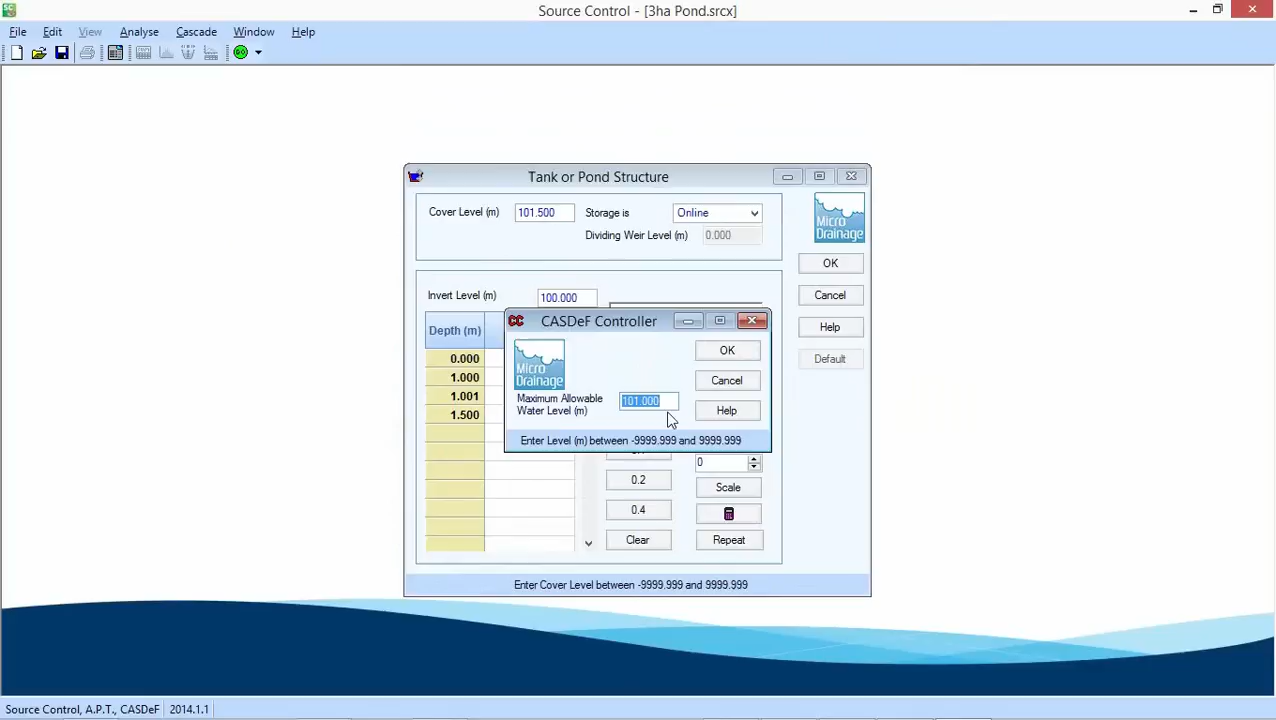 Source Control - [3ha Pond.srcx]
File Edit View Analyse Cascade Window Help
Tank or Pond Structure
Cover Level (m) 101.500 Storage is Online
Dividing Weir Level (m) 0.000
Micro Drainage
OK
Cancel
Help
Default
Invert Level (m) 100.000
Depth (m)
0.000
1.000
1.001
1.500
CASDeF Controller
Micro Drainage
OK
Cancel
Help
Maximum Allowable
Water Level (m) 101.000
Enter Level (m) between -9999.999 and 9999.999
0
0.2 Scale
0.4
Clear Repeat
Enter Cover Level between -9999.999 and 9999.999
Source Control, A.P.T., CASDeF 2014.1.1